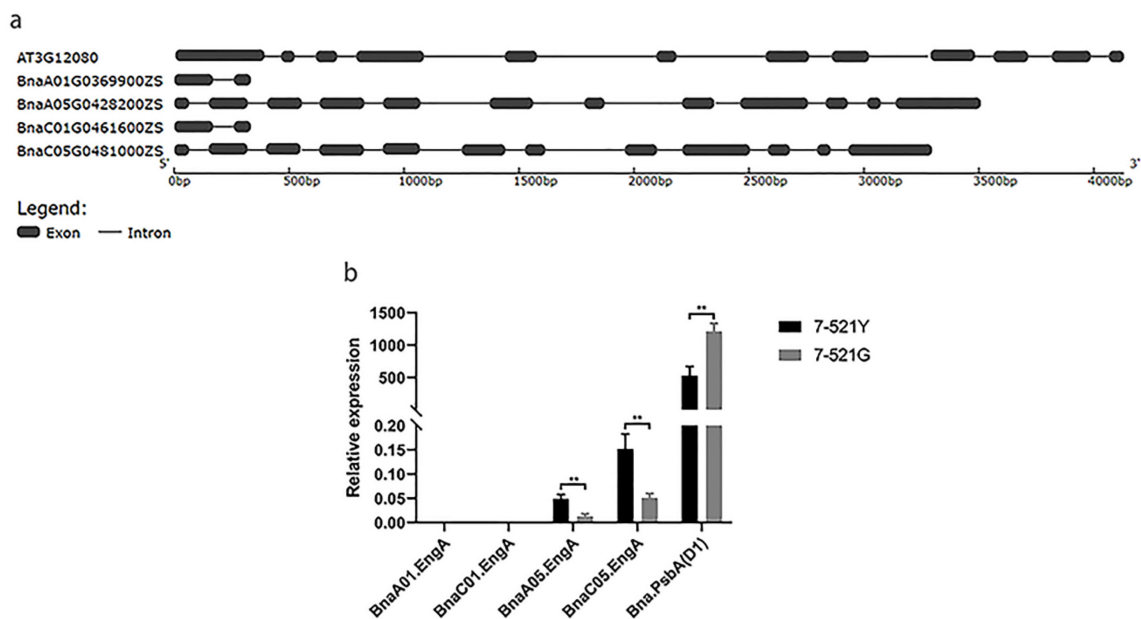 a
AT3G12080
BnaA01G0369900ZS
BnaA05G0428200ZS
BnaC01G0461600ZS
BnaC05G0481000ZS
5' 3'
0bp 500bp 1000bp 1500bp 2000bp 2500bp 3000bp 3500bp 4000bp
Legend:
Exon Intron
b
Relative expression
1500
1000
500
0.20
0.15
0.10
0.05
0.00
** ** **
BnaA01.EngA
BnaC01.EngA
BnaA05.EngA
BnaC05.EngA
Bna.PsbA(D1)
7-521Y
7-521G